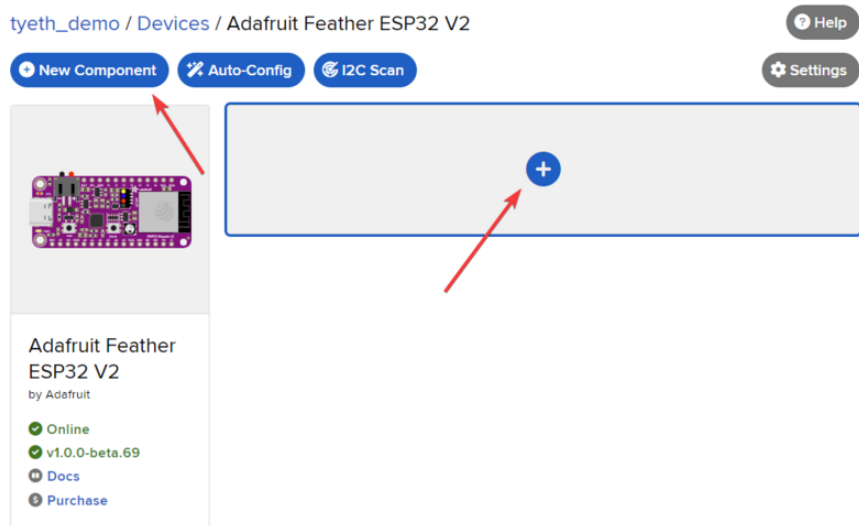 tyeth_demo / Devices / Adafruit Feather ESP32 V2
Help
New Component
Auto-Config
I2C Scan
Settings
Adafruit Feather
ESP32 V2
by Adafruit
Online
v1.0.0-beta.69
Docs
Purchase